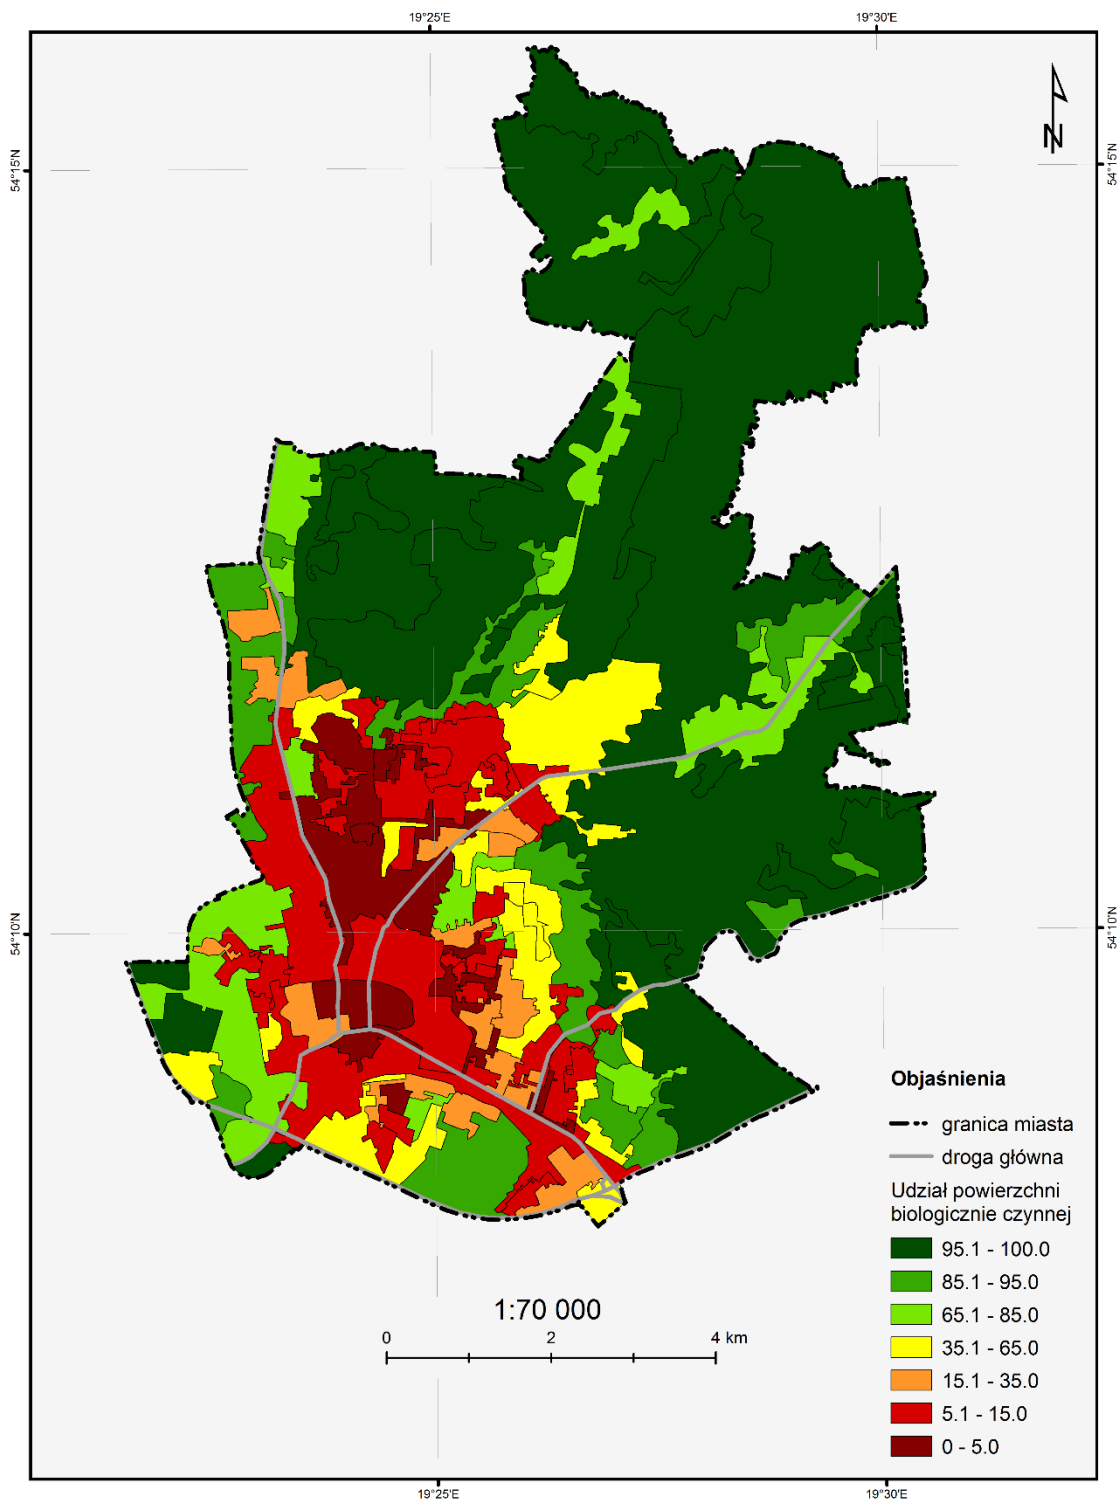 19°25'E
19°30'E
54°15'N
54°15'N
N
54°10'N
54°10'N
Objaśnienia
granica miasta
droga główna
Udział powierzchni
biologicznie czynnej
95.1 - 100.0
85.1 - 95.0
65.1 - 85.0
35.1 - 65.0
15.1 - 35.0
5.1 - 15.0
0 - 5.0
1:70 000
0 2 4 km
19°25'E
19°30'E